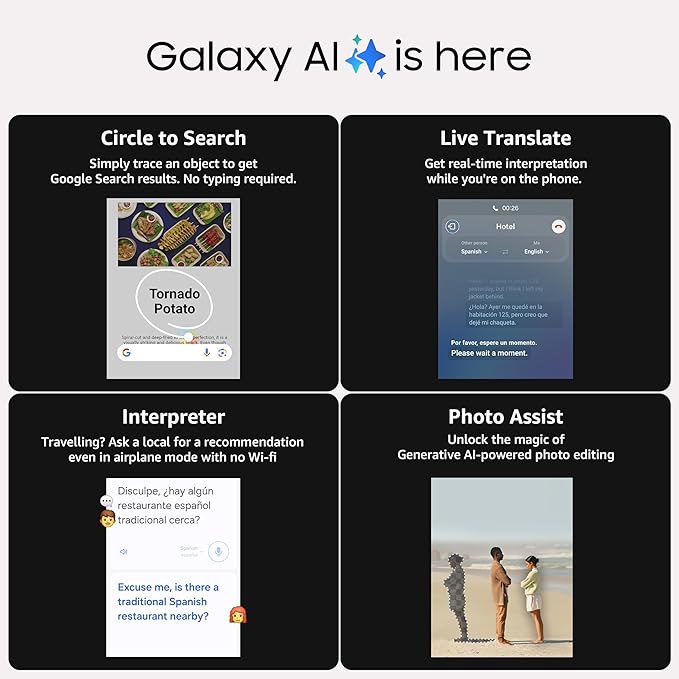 Galaxy AI is here
Circle to Search
Simply trace an object to get
Google Search results. No typing required.
Tornado
Potato
Spiral-cut and deep-fried to perfection, it is a
visually striking and delicious snack. Even though
G
Live Translate
Get real-time interpretation
while you're on the phone.
00:26
Hotel
Other person
Me
Spanish
English
yesterday, but I think I left my
jacket behind.
¿Hola? Ayer me quedé en la
habitación 125, pero creo que
dejé mi chaqueta.
Por favor, espere un momento.
Please wait a moment.
Interpreter
Travelling? Ask a local for a recommendation
even in airplane mode with no Wi-fi
Disculpe, ¿hay algún
restaurante español
tradicional cerca?
Spanish
español
Excuse me, is there a
traditional Spanish
restaurant nearby?
Photo Assist
Unlock the magic of
Generative AI-powered photo editing